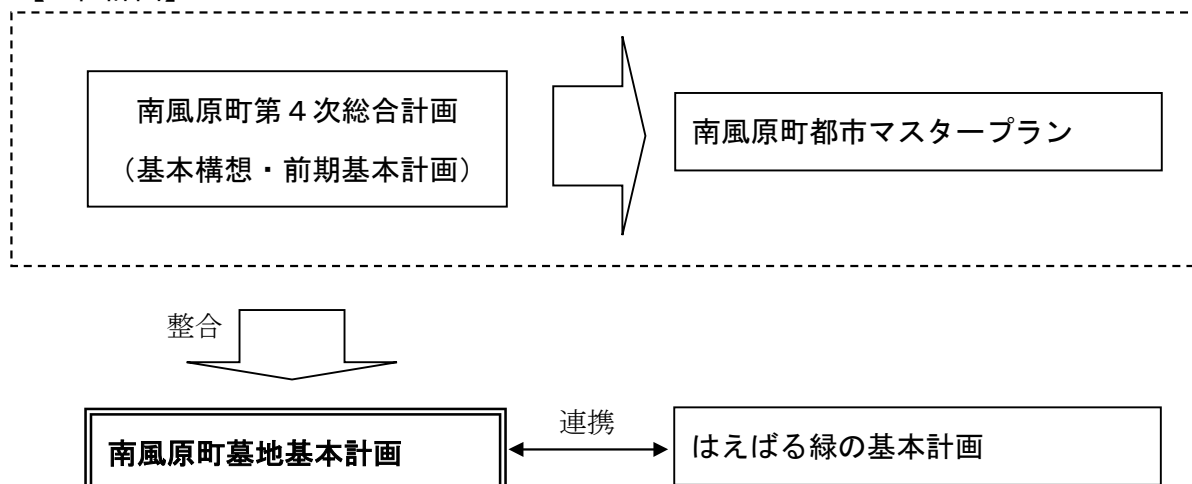 南風原町第４次総合計画
（基本構想・前期基本計画）
南風原町都市マスタープラン
整合
南風原町墓地基本計画
連携
はえばる緑の基本計画